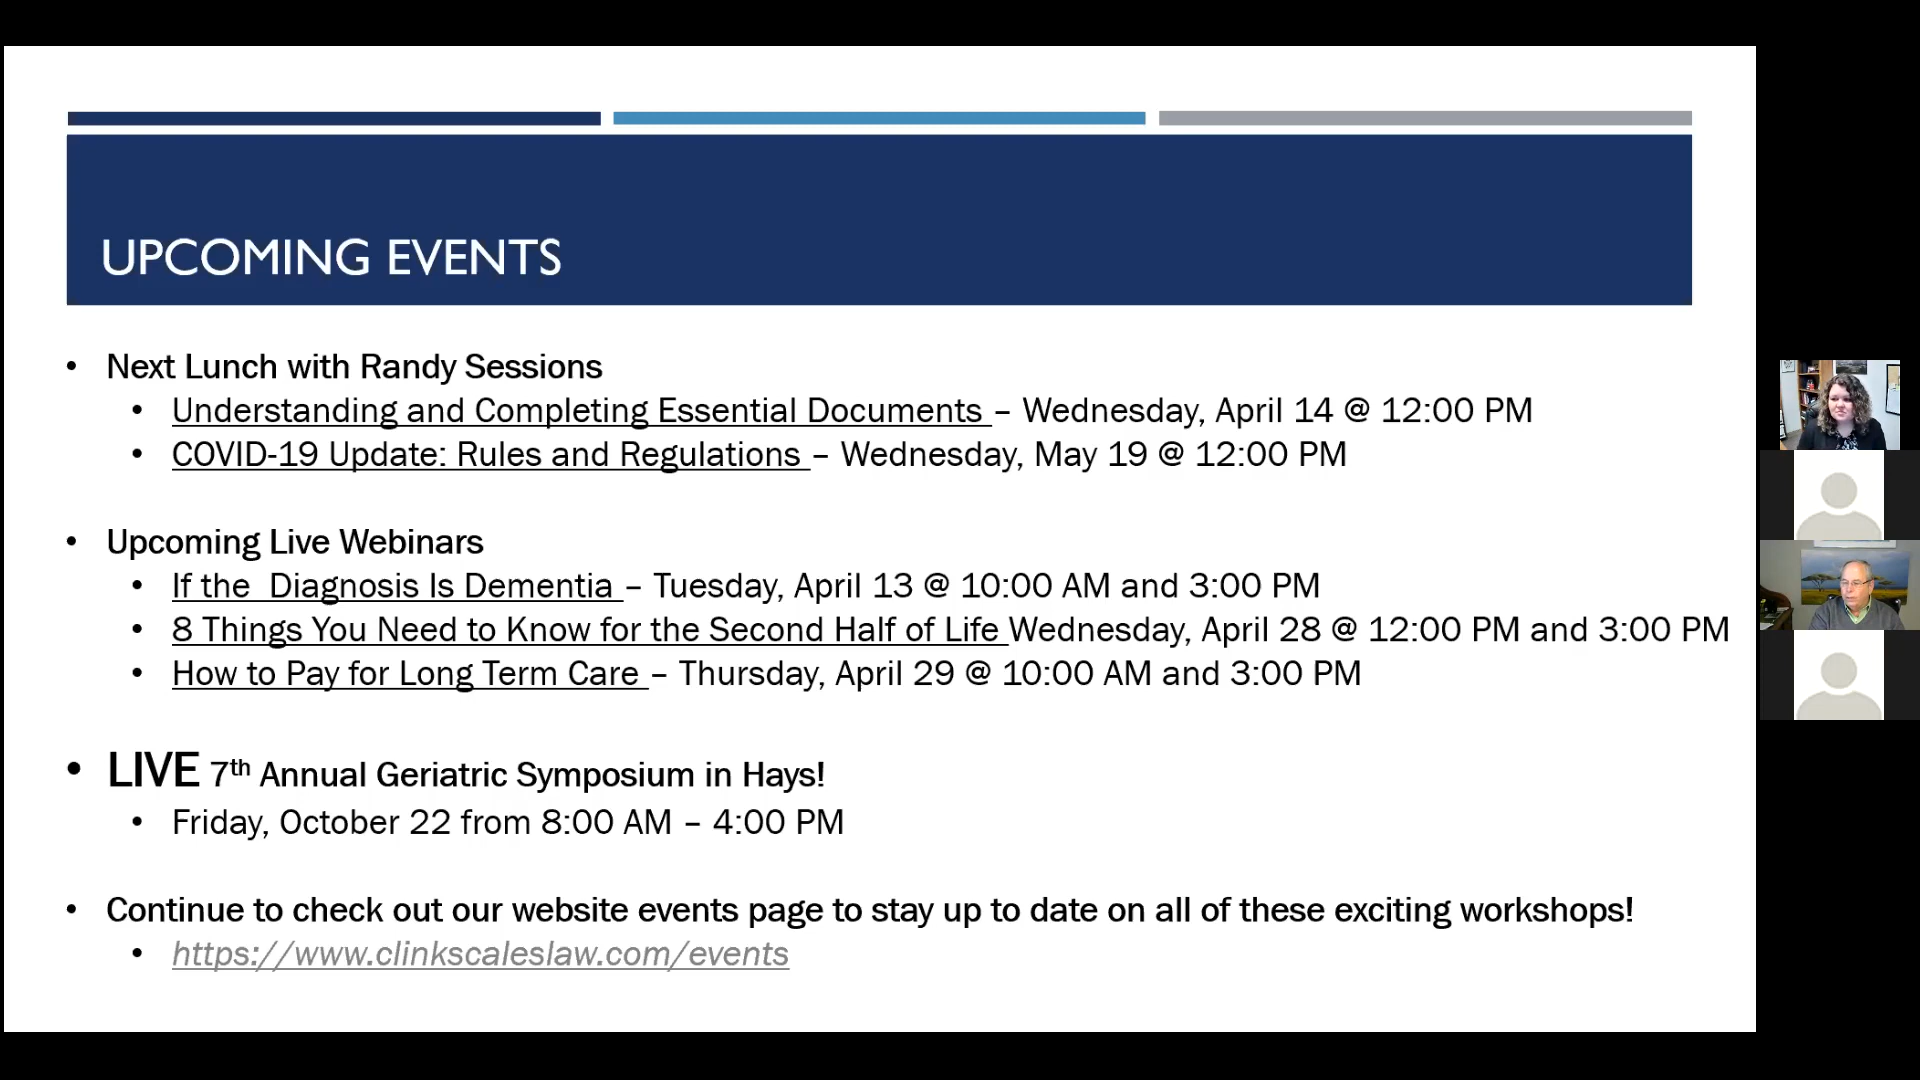 UPCOMING EVENTS
• Next Lunch with Randy Sessions
• Understanding and Completing Essential Documents – Wednesday, April 14 @ 12:00 PM
• COVID-19 Update: Rules and Regulations – Wednesday, May 19 @ 12:00 PM
• Upcoming Live Webinars
• If the  Diagnosis Is Dementia – Tuesday, April 13 @ 10:00 AM and 3:00 PM
• 8 Things You Need to Know for the Second Half of Life Wednesday, April 28 @ 12:00 PM and 3:00 PM
• How to Pay for Long Term Care – Thursday, April 29 @ 10:00 AM and 3:00 PM
• LIVE 7th Annual Geriatric Symposium in Hays!
• Friday, October 22 from 8:00 AM – 4:00 PM
• Continue to check out our website events page to stay up to date on all of these exciting workshops!
• https://www.clinkscaleslaw.com/events